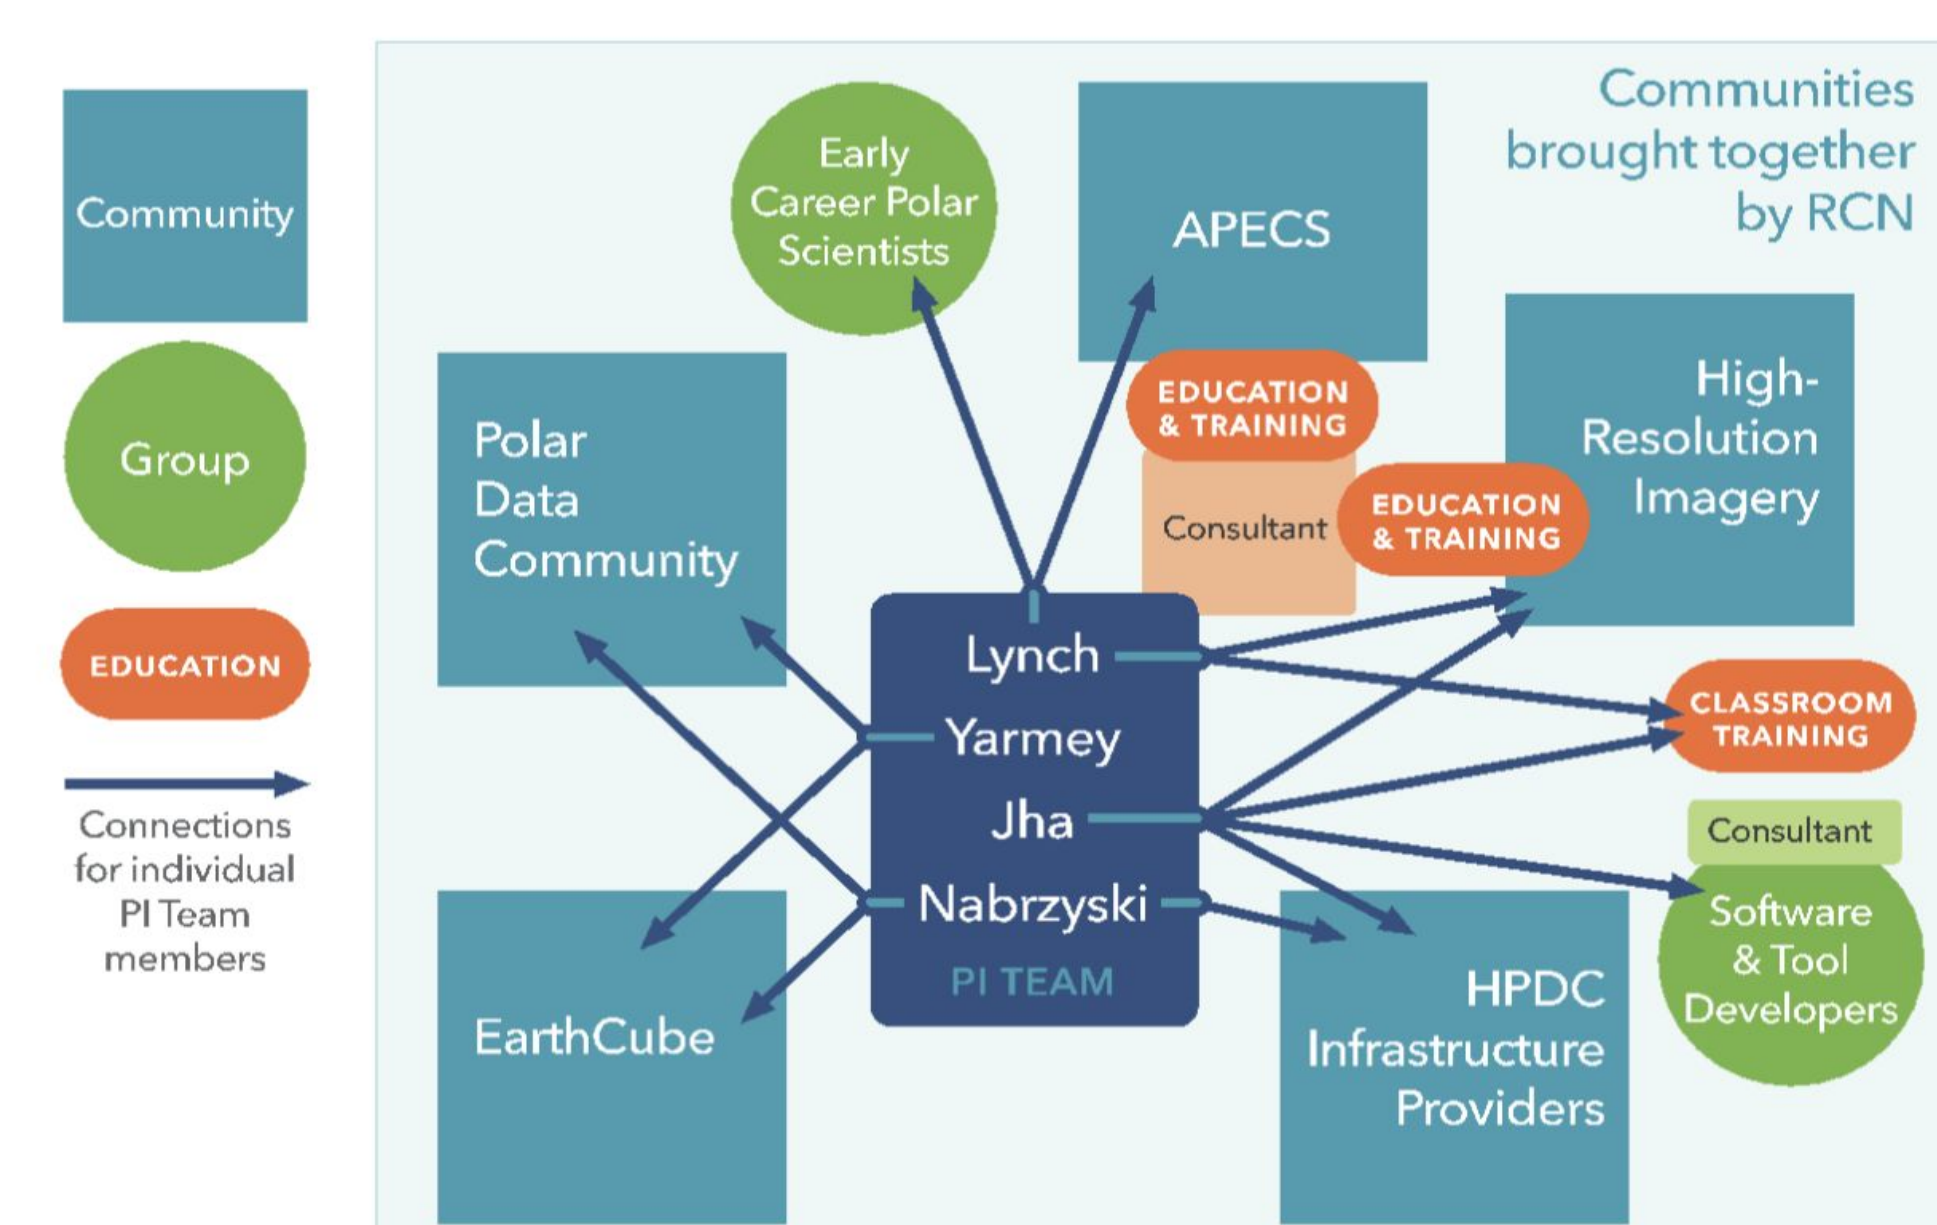 Community
Group
EDUCATION
Connections
for individual
PI Team
members
Communities
brought together
by RCN
Early
Career Polar
Scientists
APECS
EDUCATION
& TRAINING
Consultant
EDUCATION
& TRAINING
High-
Resolution
Imagery
Polar
Data
Community
Lynch
Yarmey
Jha
Nabrzyski
PI TEAM
CLASSROOM
TRAINING
Consultant
Software
& Tool
Developers
EarthCube
HPDC
Infrastructure
Providers